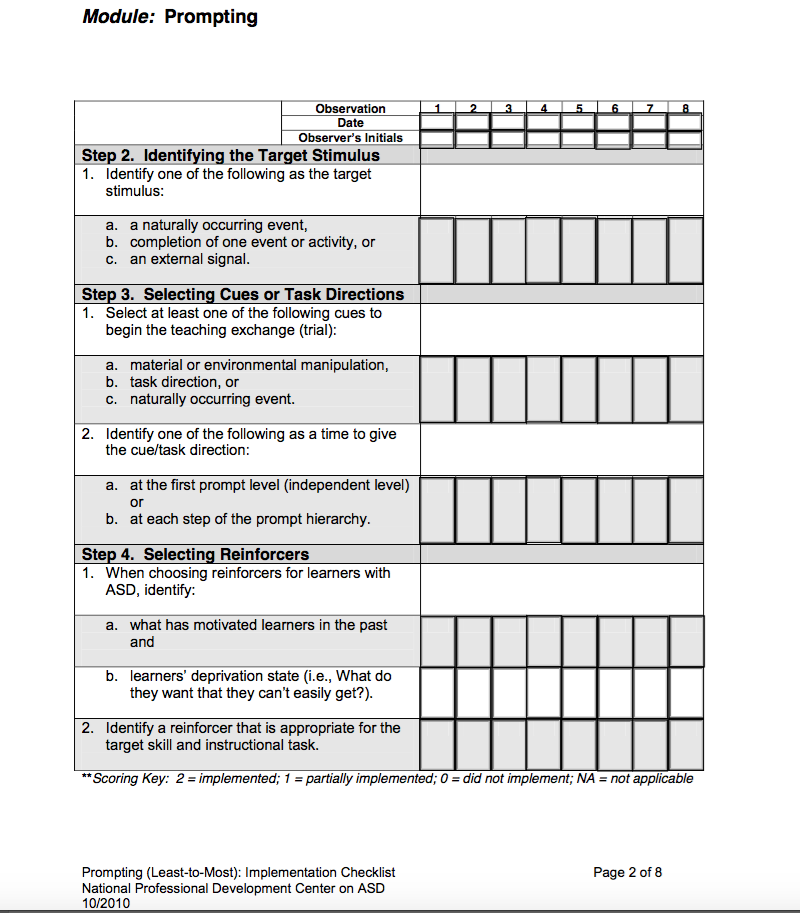 Module: Prompting
Observation 1 2 3 4 5 6 7 8
Date
Observer's Initials
Step 2. Identifying the Target Stimulus
1. Identify one of the following as the target
stimulus:
a. a naturally occurring event,
b. completion of one event or activity, or
c. an external signal.
Step 3. Selecting Cues or Task Directions
1. Select at least one of the following cues to
begin the teaching exchange (trial):
a. material or environmental manipulation,
b. task direction, or
c. naturally occurring event.
2. Identify one of the following as a time to give
the cue/task direction:
a. at the first prompt level (independent level)
or
b. at each step of the prompt hierarchy.
Step 4. Selecting Reinforcers
1. When choosing reinforcers for learners with
ASD, identify:
a. what has motivated learners in the past
and
b. learners' deprivation state (i.e., What do
they want that they can't easily get?).
2. Identify a reinforcer that is appropriate for the
target skill and instructional task.
**Scoring Key: 2 = implemented; 1 = partially implemented; 0 = did not implement; NA = not applicable
Prompting (Least-to-Most): Implementation Checklist Page 2 of 8
National Professional Development Center on ASD
10/2010